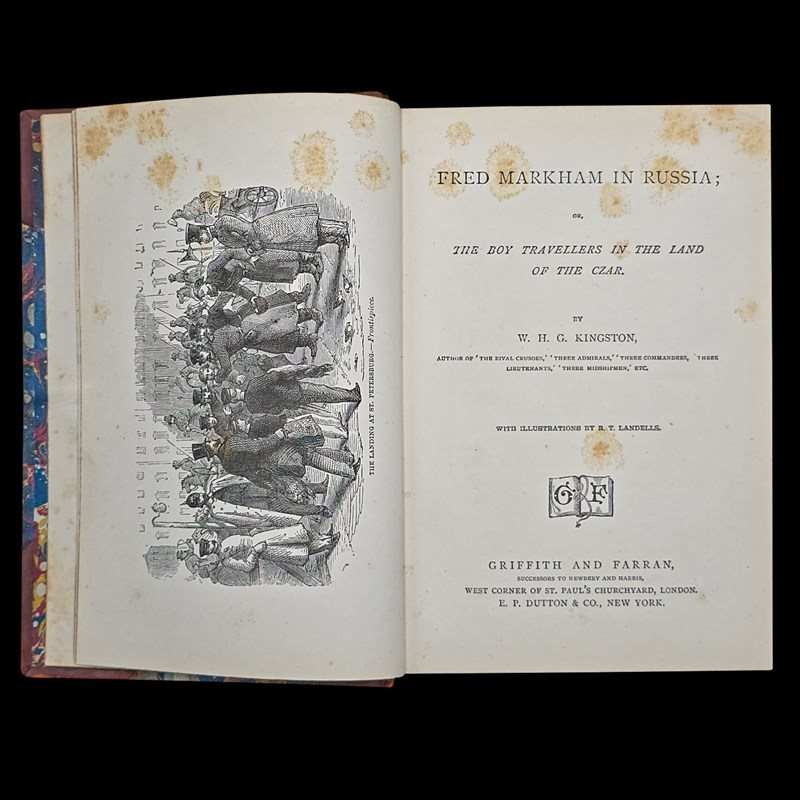 THE LANDING AT ST. PETERSBURG.—Frontispiece.
FRED MARKHAM IN RUSSIA;
OR,
THE BOY TRAVELLERS IN THE LAND
OF THE CZAR.
BY
W. H. G. KINGSTON,
AUTHOR OF 'THE RIVAL CRUSOES,' 'THREE ADMIRALS,' 'THREE COMMANDERS, 'THREE
LIEUTENANTS,' 'THREE MIDSHIPMEN,' ETC.
WITH ILLUSTRATIONS BY R. T. LANDELLS.
G & F
GRIFFITH AND FARRAN,
SUCCESSORS TO NEWBERY AND HARRIS,
WEST CORNER OF ST. PAUL'S CHURCHYARD, LONDON.
E. P. DUTTON & CO., NEW YORK.